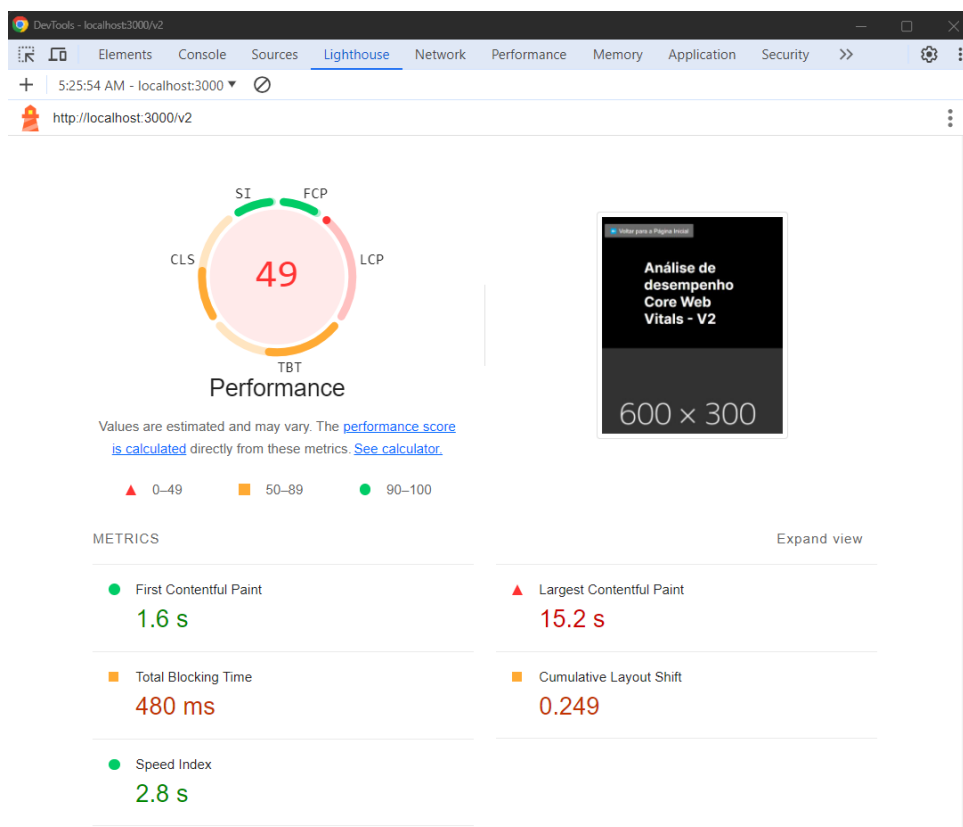 DevTools - localhost:3000/v2
Elements Console Sources Lighthouse Network Performance Memory Application Security >>
+ 5:25:54 AM - localhost:3000 ▼
http://localhost:3000/v2
SI FCP
CLS LCP
49
TBT
Performance
Values are estimated and may vary. The performance score
is calculated directly from these metrics. See calculator.
0–49 50–89 90–100
Voltar para a Página Inicial
Análise de
desempenho
Core Web
Vitals - V2
600 × 300
METRICS
Expand view
First Contentful Paint
1.6 s
Largest Contentful Paint
15.2 s
Total Blocking Time
480 ms
Cumulative Layout Shift
0.249
Speed Index
2.8 s